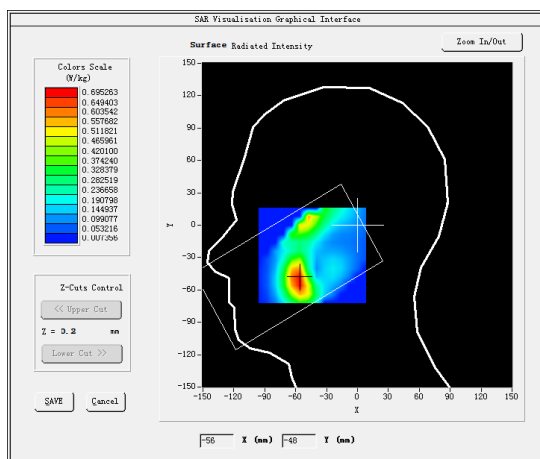 SAR Visualisation Graphical Interface
Surface Radiated Intensity
Zoom In/Out
Colors Scale
(W/kg)
0.695263
0.649403
0.603542
0.557682
0.511821
0.465961
0.420100
0.374240
0.328379
0.282519
0.236658
0.190798
0.144937
0.099077
0.053216
0.007356
Z-Cuts Control
<< Upper Cut
Z = 0.2 mm
Lower Cut >>
SAVE Cancel
150
120
90
60
30
0
-30
-60
-90
-120
-150
Y
-150 -120 -90 -60 -30 0 30 60 90 120 150
X
-56 X (mm) -48 Y (mm)